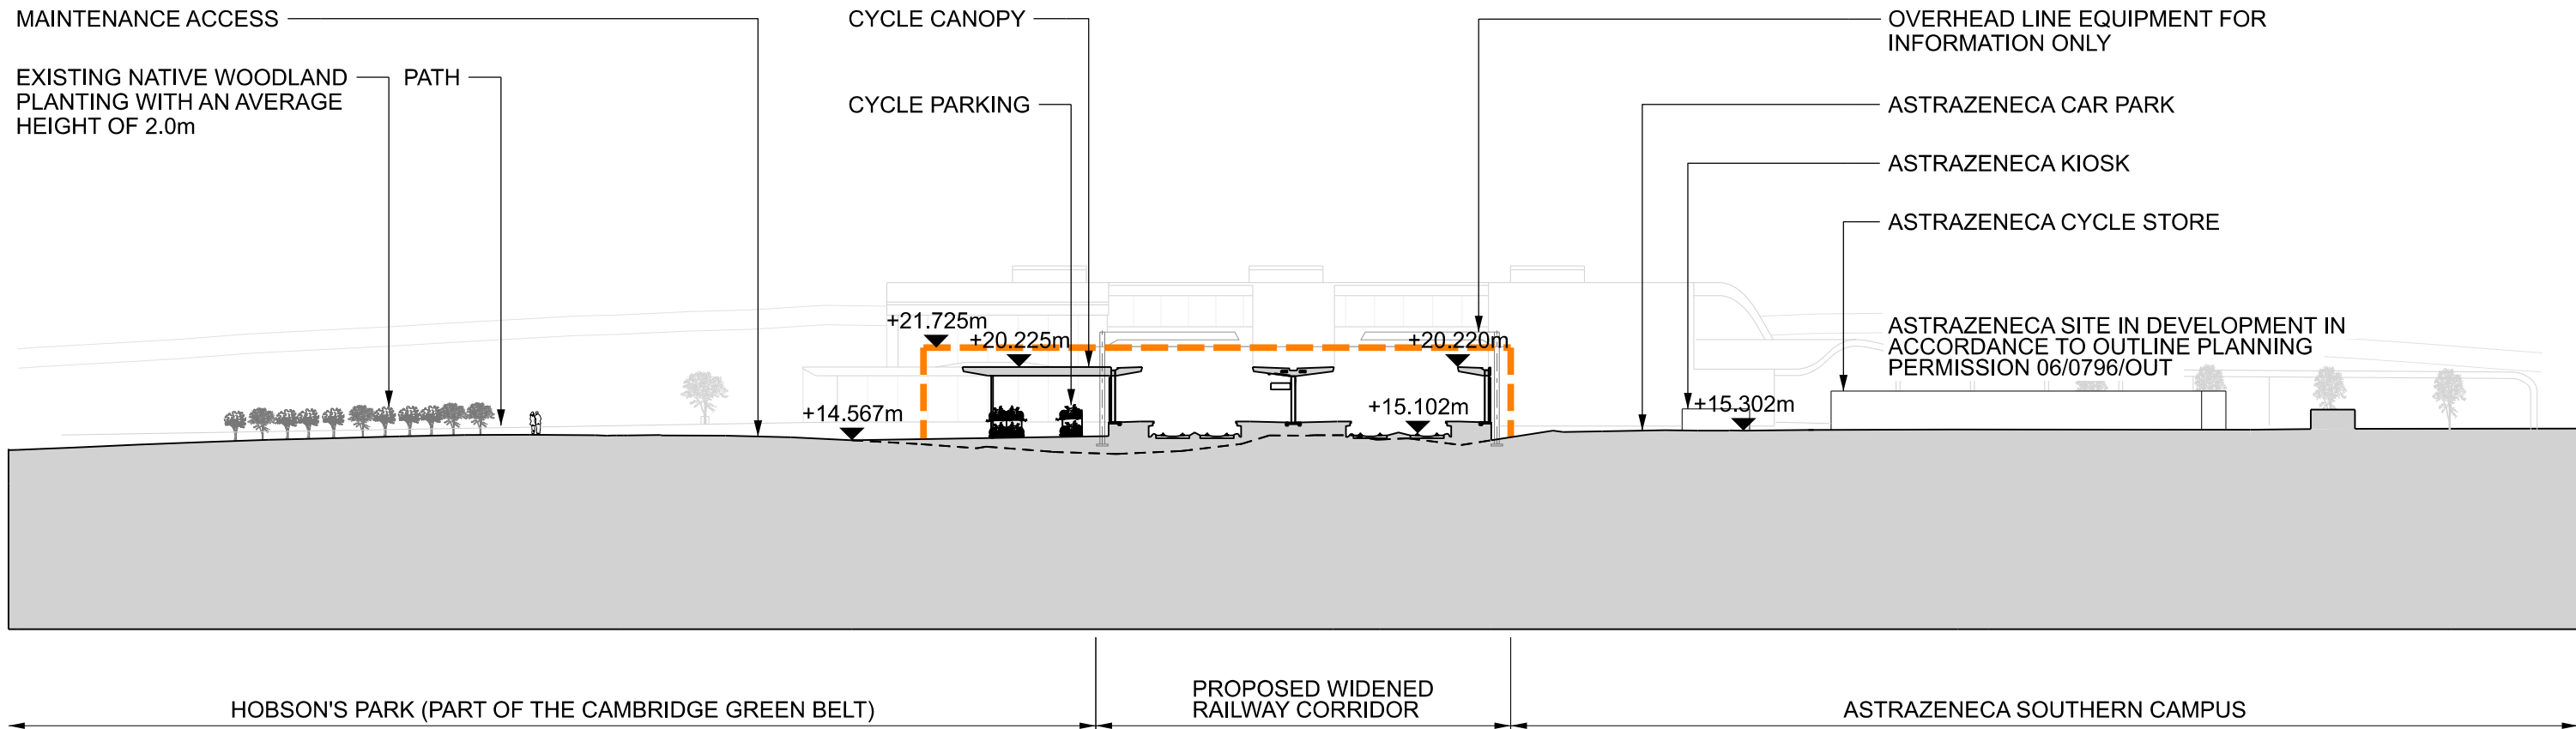 MAINTENANCE ACCESS
EXISTING NATIVE WOODLAND
PLANTING WITH AN AVERAGE
HEIGHT OF 2.0m
PATH
CYCLE CANOPY
CYCLE PARKING
OVERHEAD LINE EQUIPMENT FOR
INFORMATION ONLY
ASTRAZENECA CAR PARK
ASTRAZENECA KIOSK
ASTRAZENECA CYCLE STORE
ASTRAZENECA SITE IN DEVELOPMENT IN
ACCORDANCE TO OUTLINE PLANNING
PERMISSION 06/0796/OUT
+21.725m
+20.225m
+20.220m
+14.567m
+15.102m
+15.302m
HOBSON'S PARK (PART OF THE CAMBRIDGE GREEN BELT)
PROPOSED WIDENED
RAILWAY CORRIDOR
ASTRAZENECA SOUTHERN CAMPUS